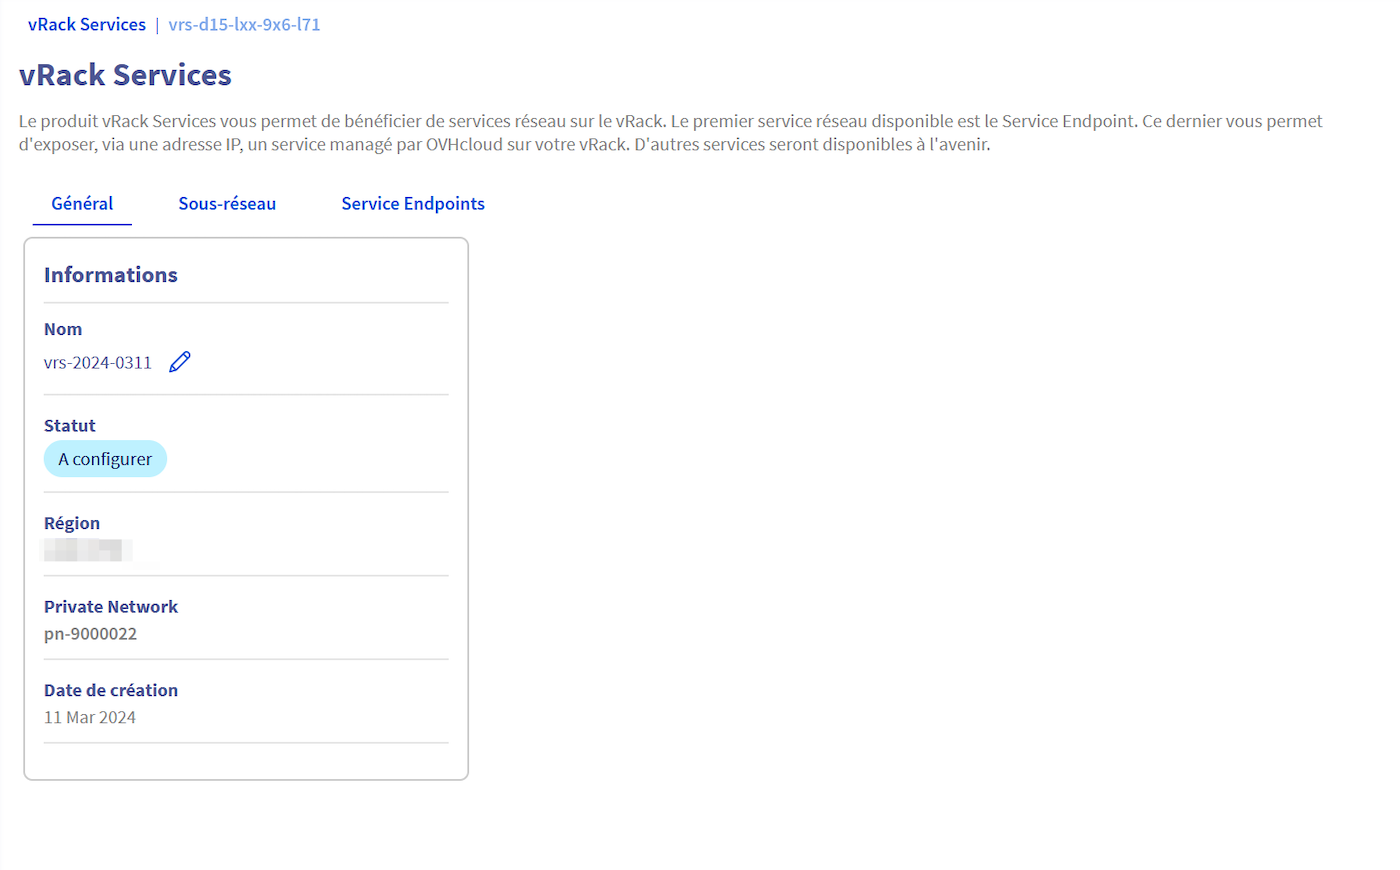 vRack Services | vrs-d15-lxx-9x6-l71
vRack Services
Le produit vRack Services vous permet de bénéficier de services réseau sur le vRack. Le premier service réseau disponible est le Service Endpoint. Ce dernier vous permet
d'exposer, via une adresse IP, un service managé par OVHcloud sur votre vRack. D'autres services seront disponibles à l'avenir.
Général Sous-réseau Service Endpoints
Informations
Nom
vrs-2024-0311
Statut
A configurer
Région
Private Network
pn-9000022
Date de création
11 Mar 2024